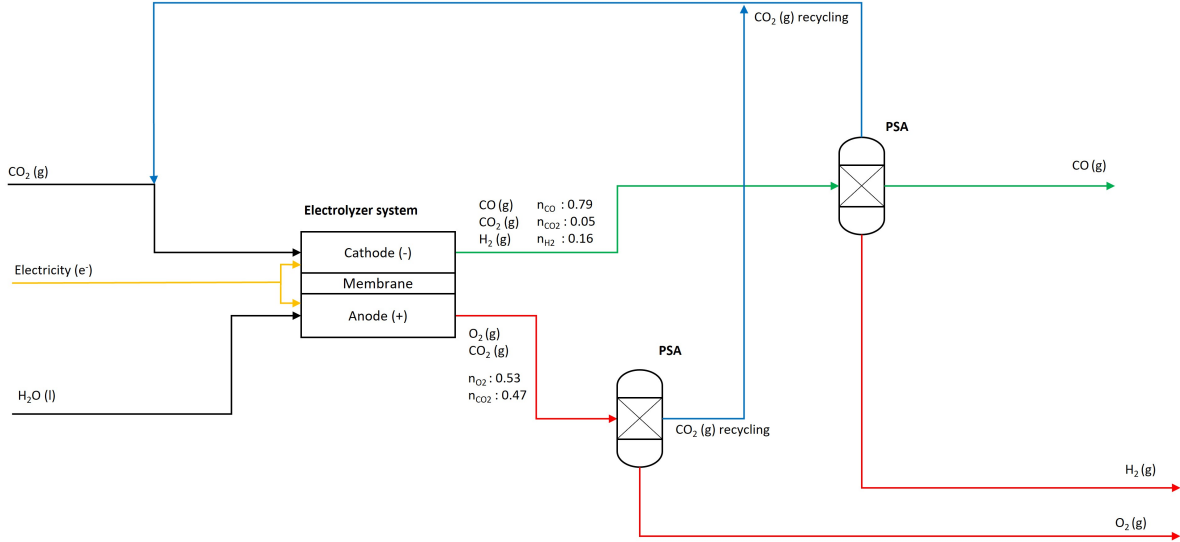 CO₂ (g) recycling
PSA
CO₂ (g)
CO (g)
Electrolyzer system
CO (g) n_CO : 0.79
CO₂ (g) n_CO2 : 0.05
H₂ (g) n_H2 : 0.16
Cathode (-)
Electricity (e⁻)
Membrane
Anode (+)
O₂ (g)
CO₂ (g)
PSA
n_O2 : 0.53
n_CO2 : 0.47
H₂O (l)
CO₂ (g) recycling
H₂ (g)
O₂ (g)